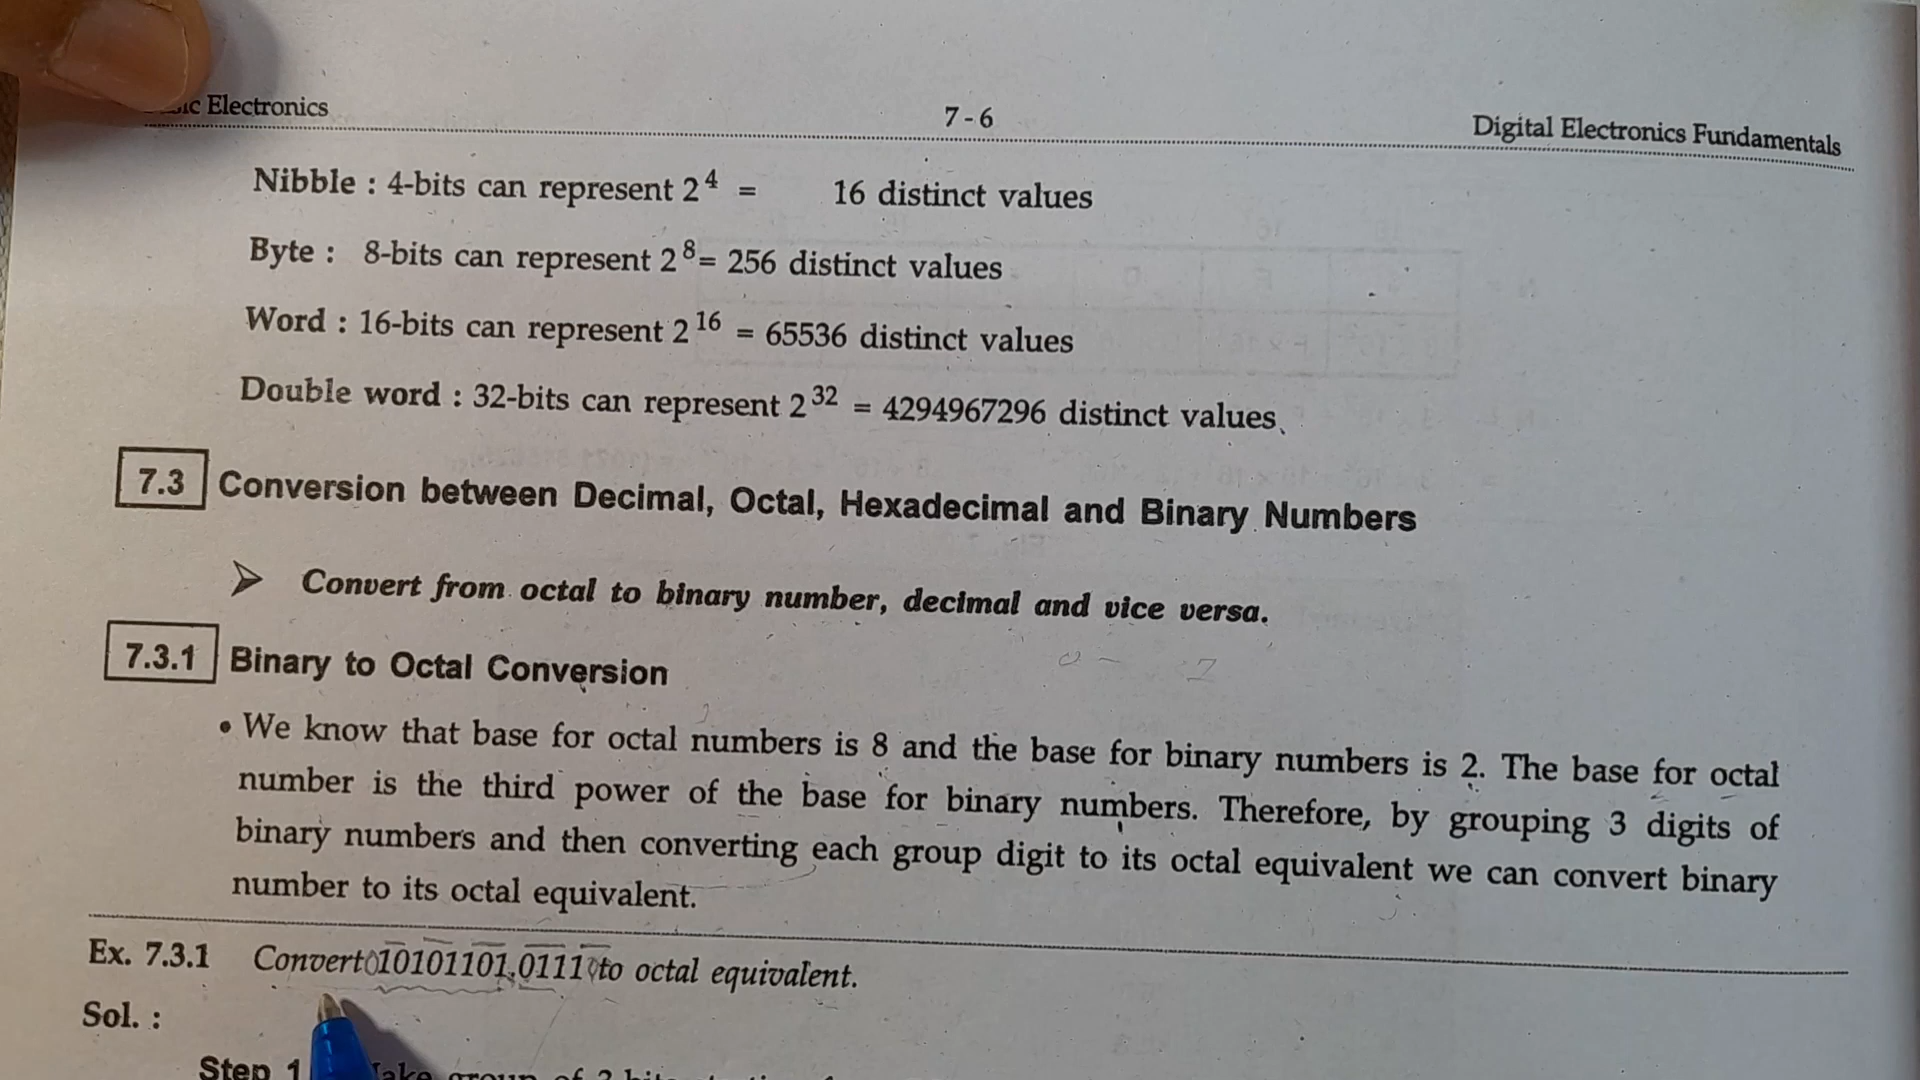 Electronics 7-6 Digital Electronics Fundamentals
Nibble : 4-bits can represent 2⁴ = 16 distinct values
Byte : 8-bits can represent 2⁸= 256 distinct values
Word : 16-bits can represent 2¹⁶ = 65536 distinct values
Double word : 32-bits can represent 2³² = 4294967296 distinct values
7.3 Conversion between Decimal, Octal, Hexadecimal and Binary Numbers
➤ Convert from octal to binary number, decimal and vice versa.
7.3.1 Binary to Octal Conversion
• We know that base for octal numbers is 8 and the base for binary numbers is 2. The base for octal
number is the third power of the base for binary numbers. Therefore, by grouping 3 digits of
binary numbers and then converting each group digit to its octal equivalent we can convert binary
number to its octal equivalent.
Ex. 7.3.1 Convert 10101101.0111 to octal equivalent.
Sol. :
Step 1 group of 3 bits